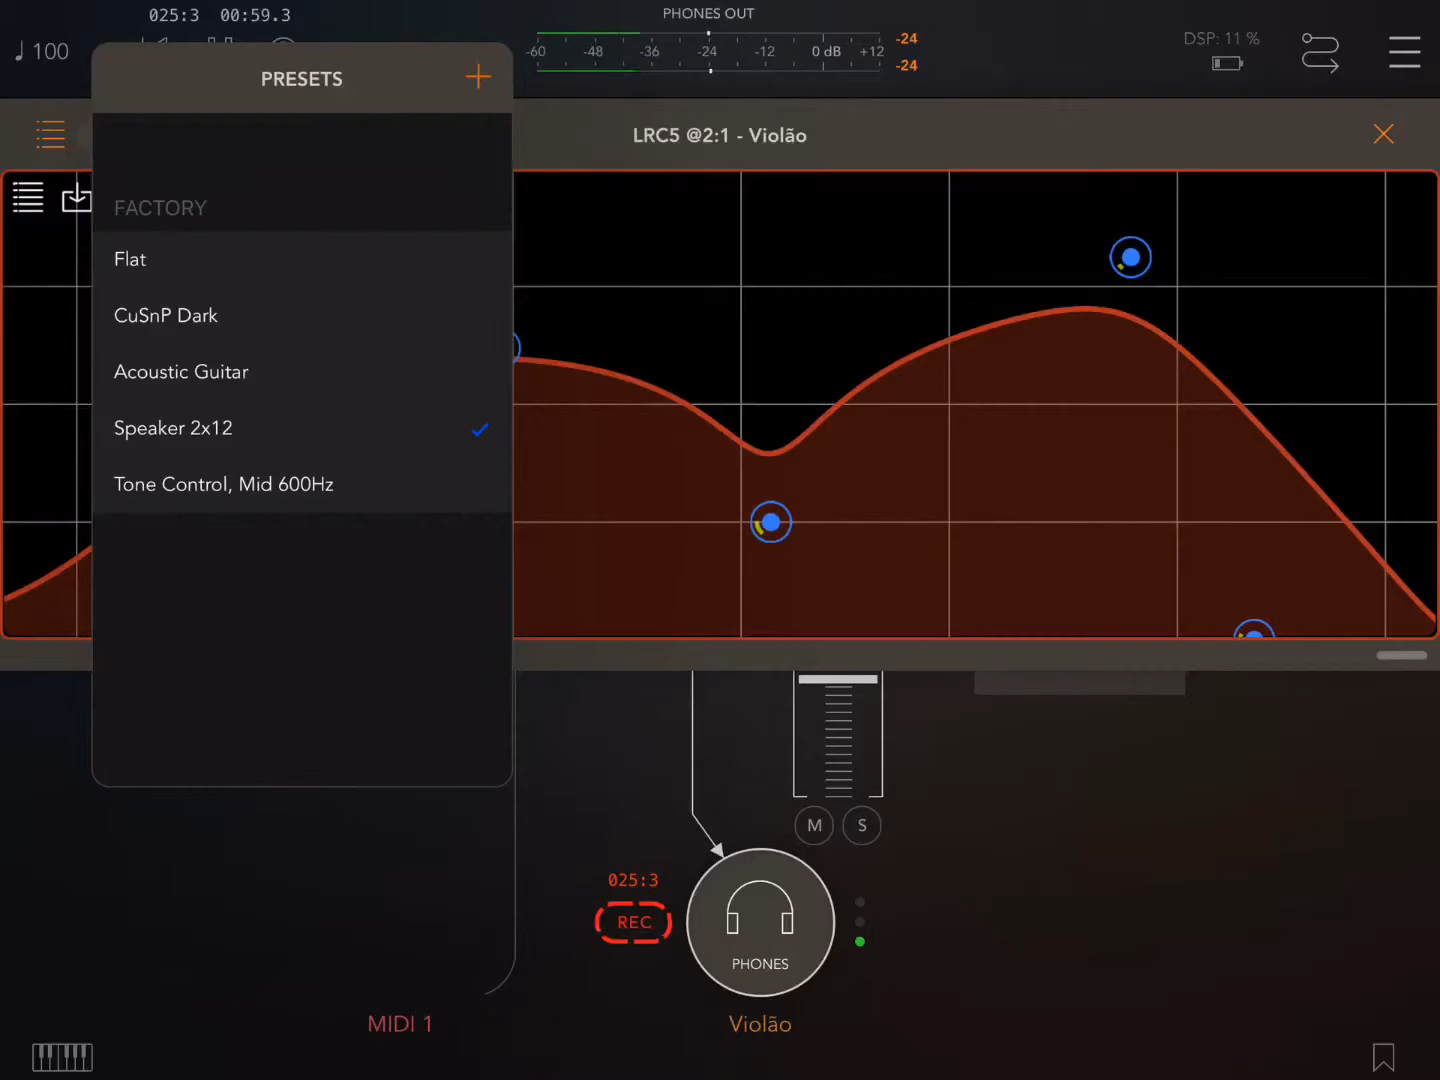 025:3 00:59.3
PHONES OUT
♩100
-60 -48 -36 -24 -12 0 dB +12
-24
-24
DSP: 11 %
PRESETS
LRC5 @2:1 - Violão
FACTORY
Flat
CuSnP Dark
Acoustic Guitar
Speaker 2x12
Tone Control, Mid 600Hz
M S
025:3
REC
PHONES
MIDI 1
Violão